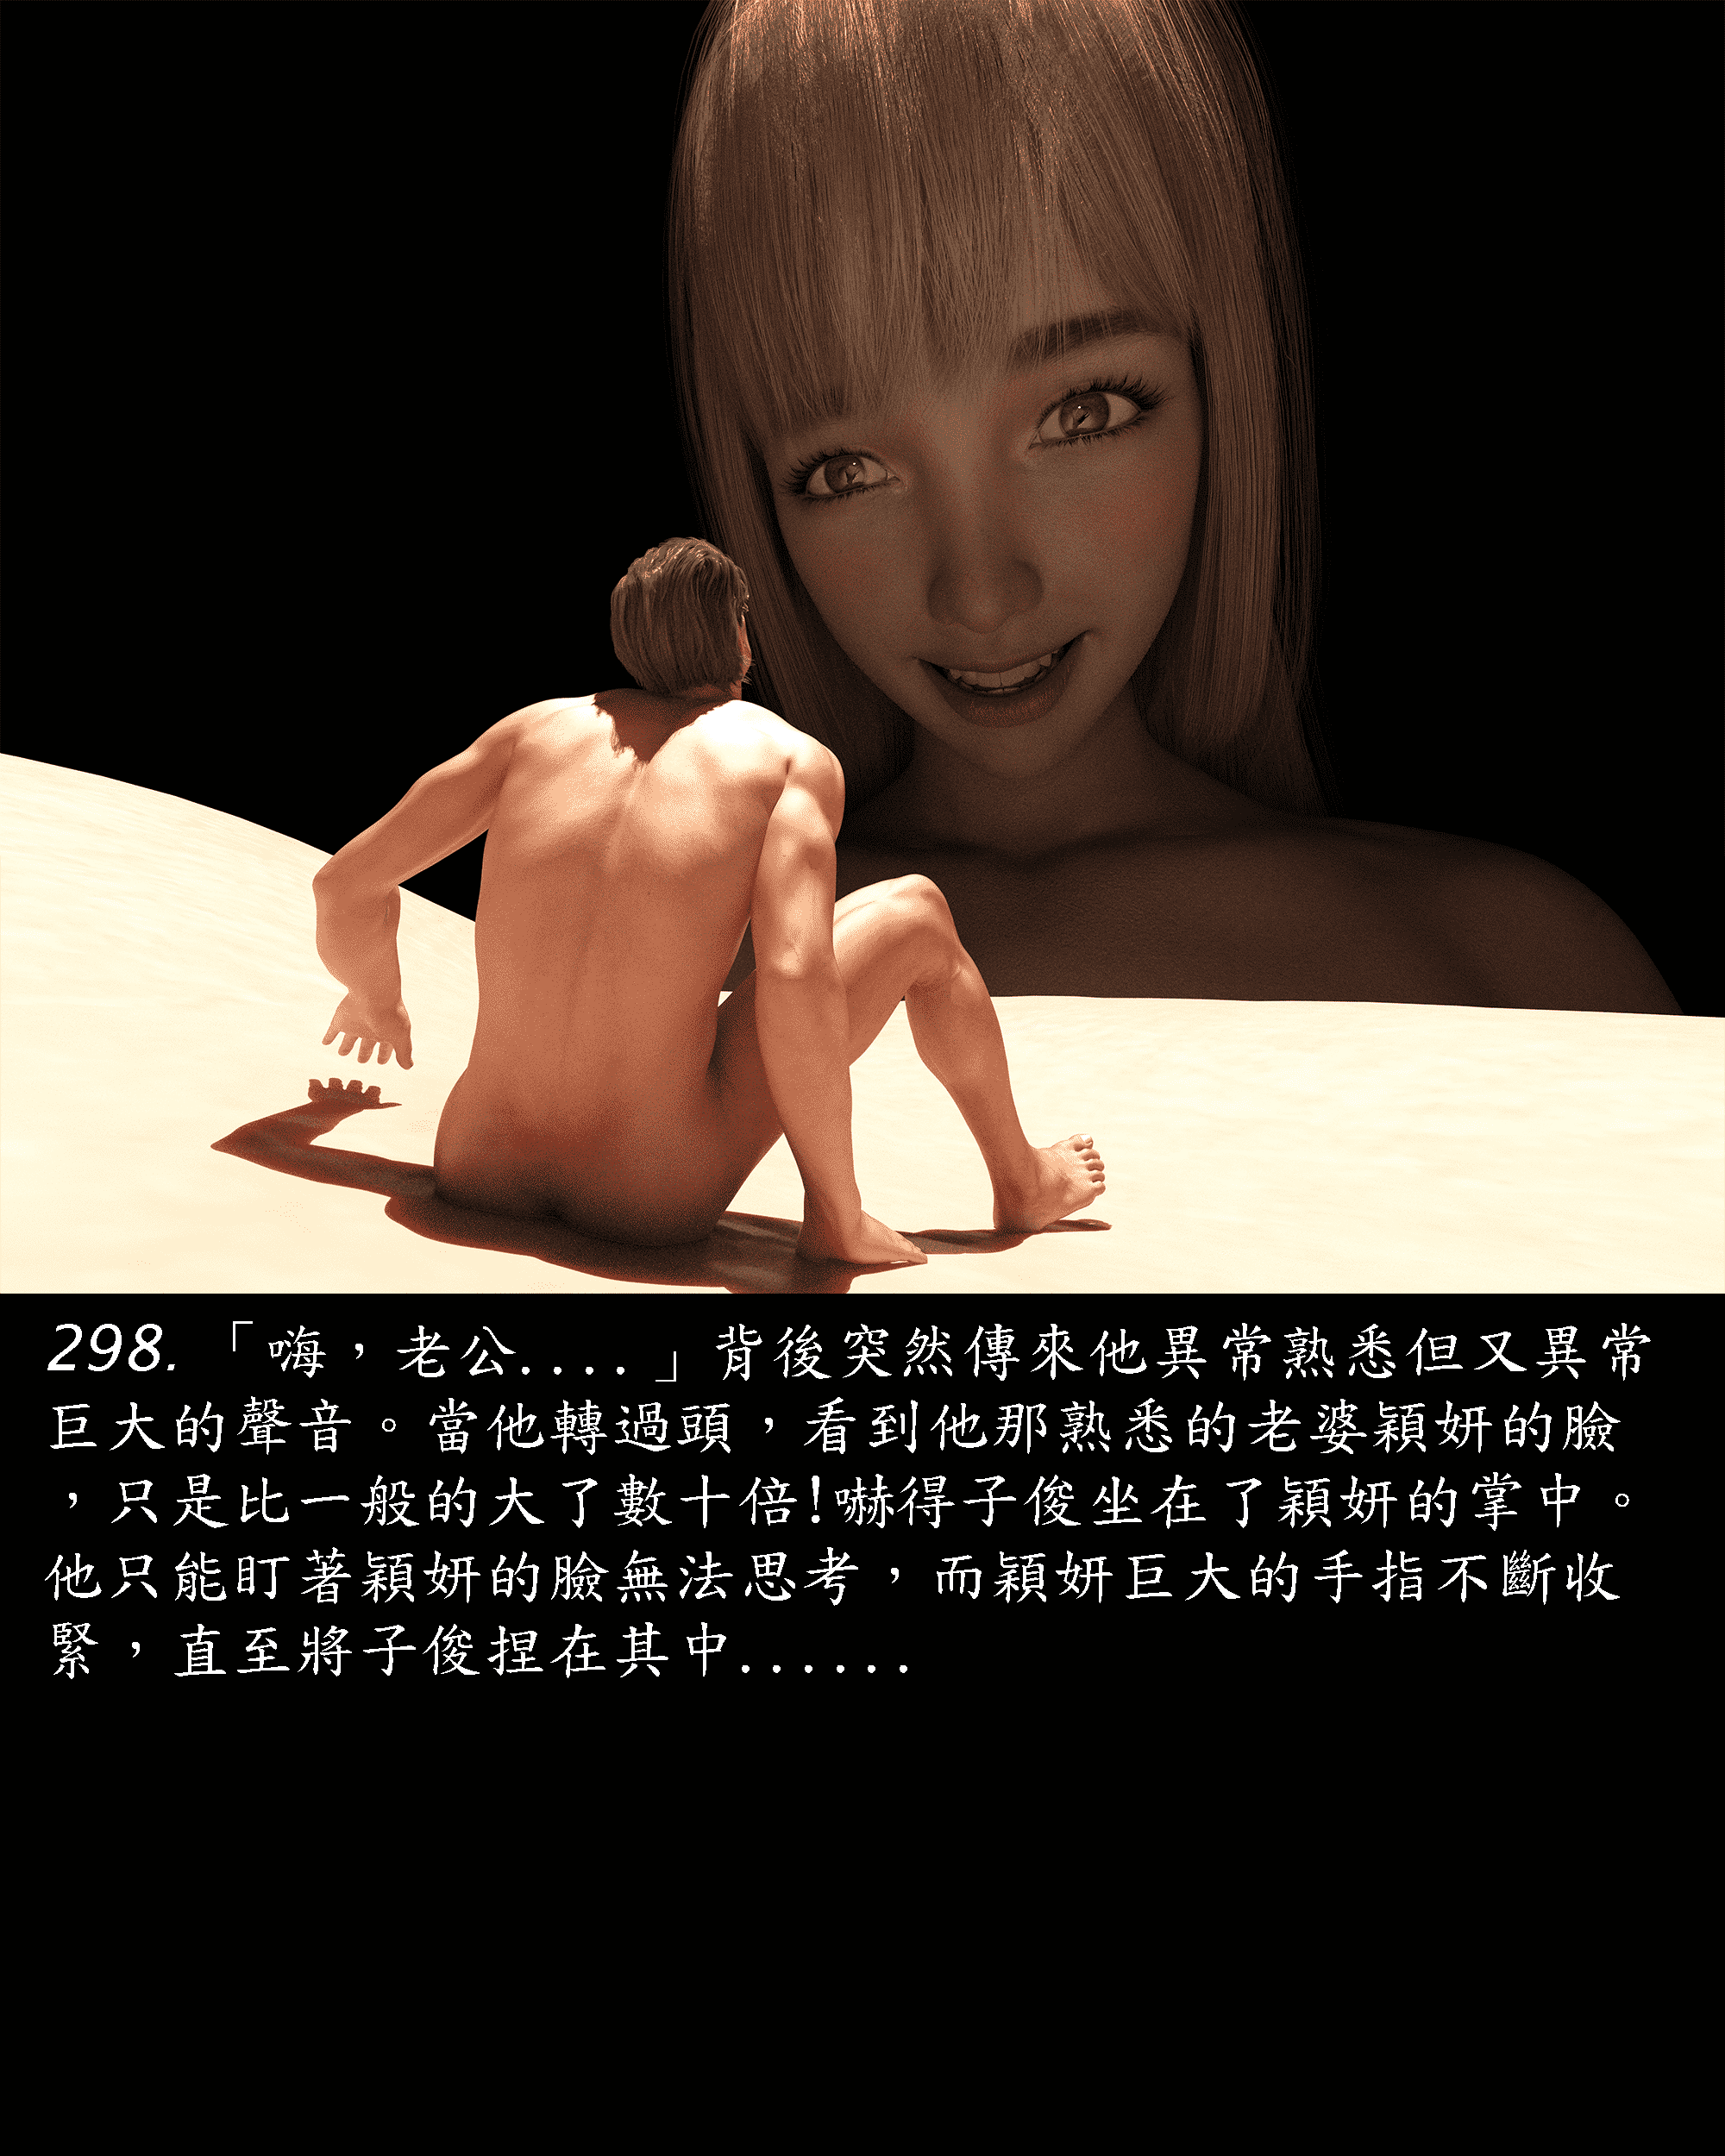 298.「嗨，老公....」背後突然傳來他異常熟悉但又異常
巨大的聲音。當他轉過頭，看到他那熟悉的老婆穎妍的臉
，只是比一般的大了數十倍!嚇得子俊坐在了穎妍的掌中。
他只能盯著穎妍的臉無法思考，而穎妍巨大的手指不斷收
緊，直至將子俊捏在其中......